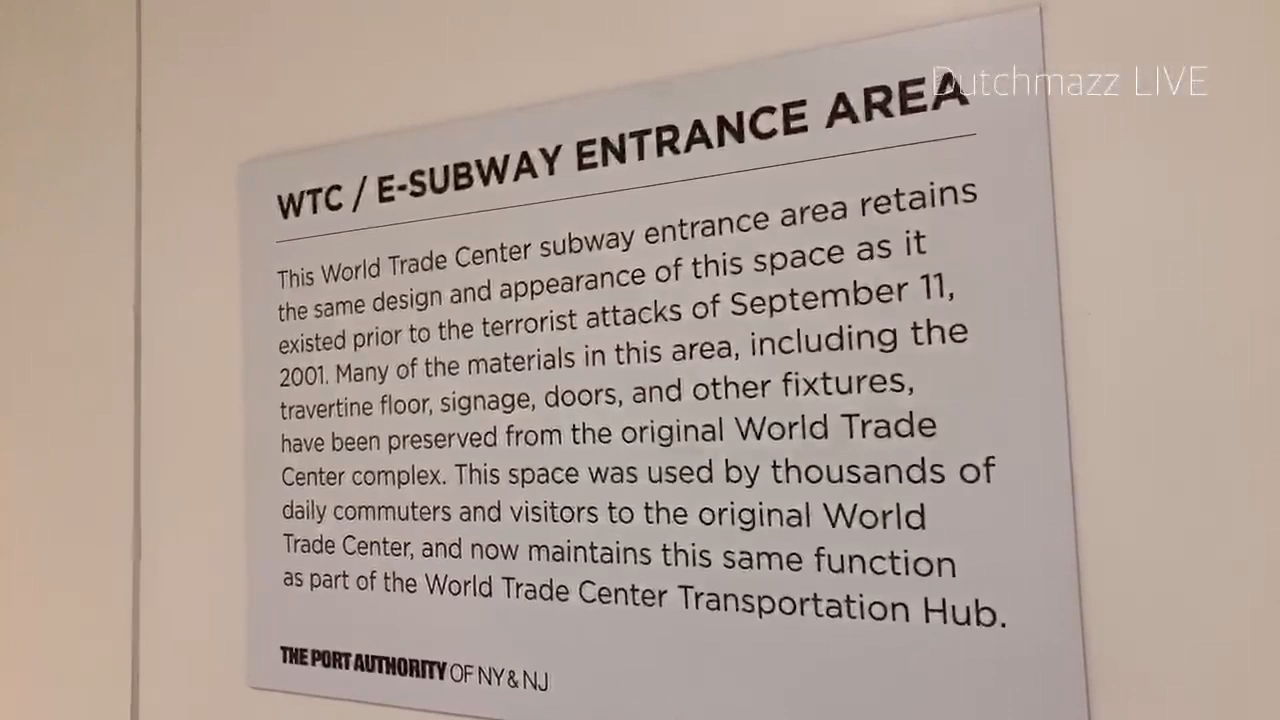 Dutchmazz LIVE
WTC / E-SUBWAY ENTRANCE AREA
This World Trade Center subway entrance area retains
the same design and appearance of this space as it
existed prior to the terrorist attacks of September 11,
2001. Many of the materials in this area, including the
travertine floor, signage, doors, and other fixtures,
have been preserved from the original World Trade
Center complex. This space was used by thousands of
daily commuters and visitors to the original World
Trade Center, and now maintains this same function
as part of the World Trade Center Transportation Hub.
THE PORT AUTHORITY OF NY & NJ